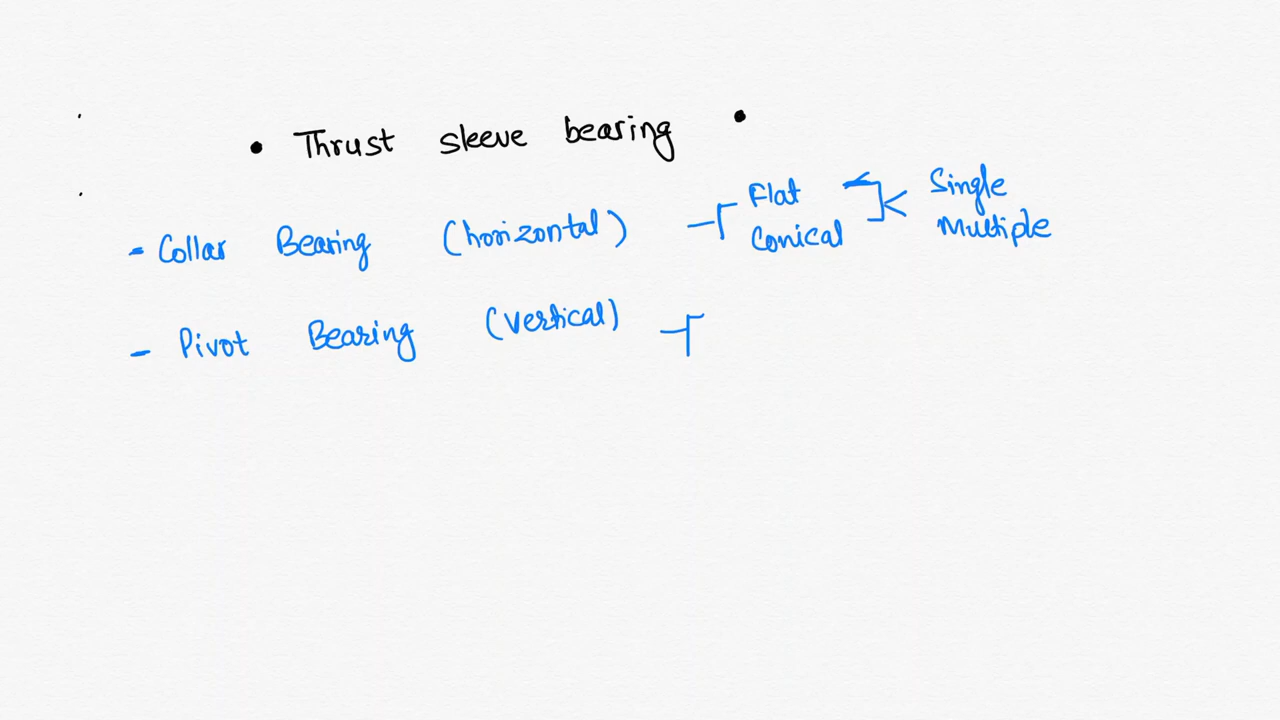 • Thrust sleeve bearing •
- Collar Bearing (horizontal) Flat Single
Conical Multiple
- Pivot Bearing (vertical)